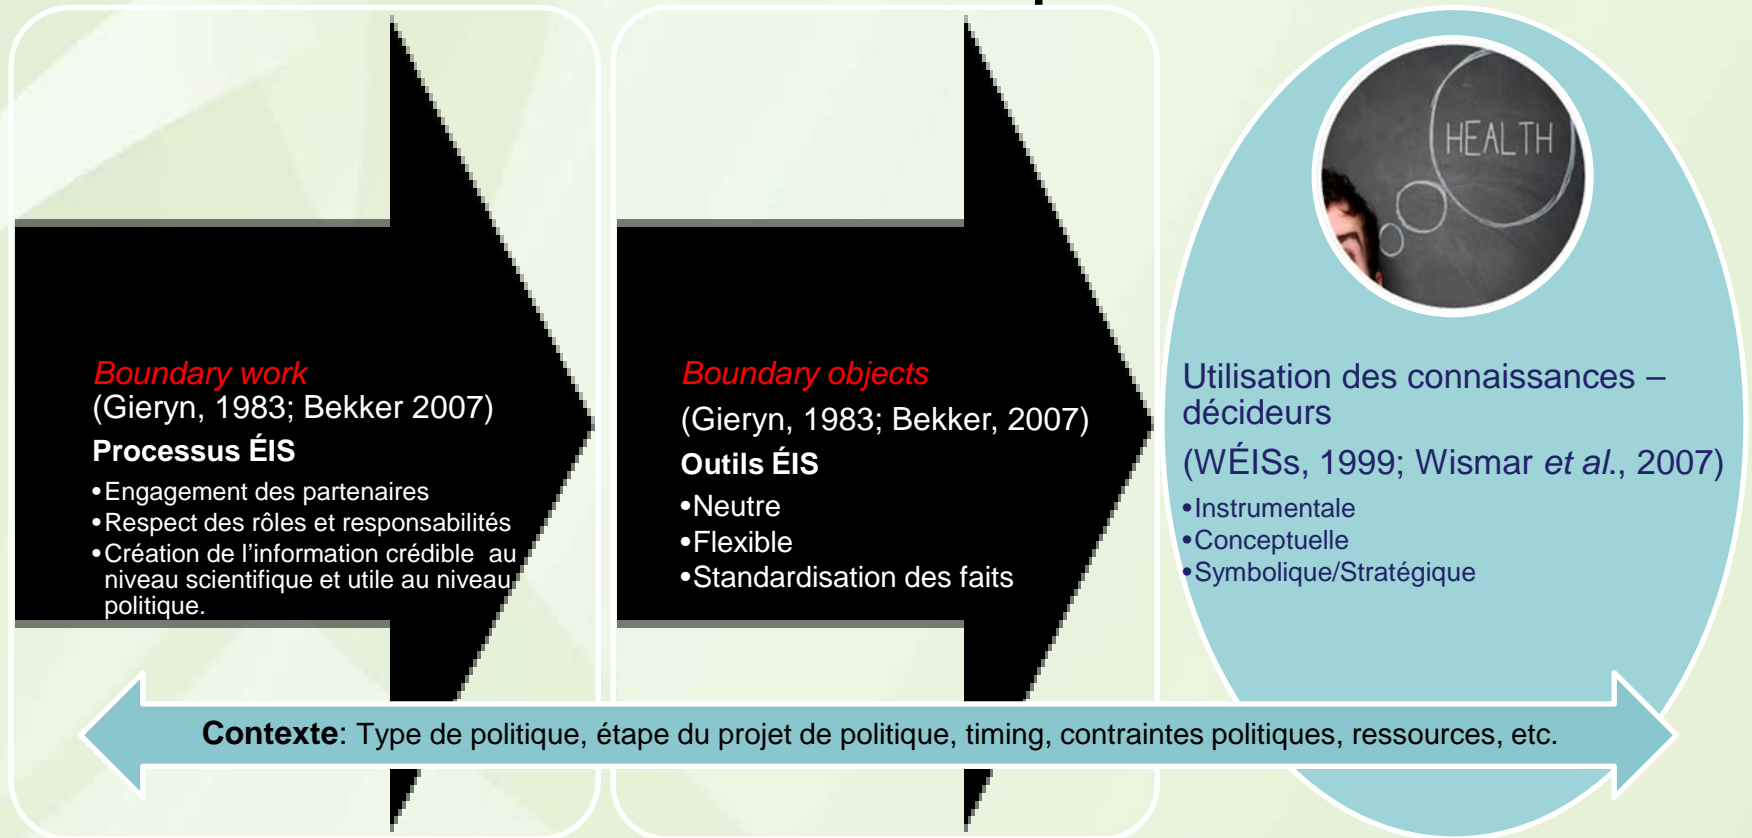 HEALTH
Boundary work
(Gieryn, 1983; Bekker 2007)
Processus ÉIS
•Engagement des partenaires
•Respect des rôles et responsabilités
•Création de l'information crédible au
niveau scientifique et utile au niveau
politique.
Boundary objects
(Gieryn, 1983; Bekker, 2007)
Outils ÉIS
•Neutre
•Flexible
•Standardisation des faits
Utilisation des connaissances –
décideurs
(WÉISs, 1999; Wismar et al., 2007)
•Instrumentale
•Conceptuelle
•Symbolique/Stratégique
Contexte: Type de politique, étape du projet de politique, timing, contraintes politiques, ressources, etc.